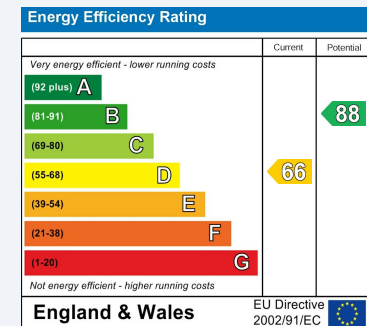 Energy Efficiency Rating
Current Potential
Very energy efficient - lower running costs
(92 plus) A
(81-91) B 88
(69-80) C
(55-68) D 66
(39-54) E
(21-38) F
(1-20) G
Not energy efficient - higher running costs
England & Wales
EU Directive
2002/91/EC